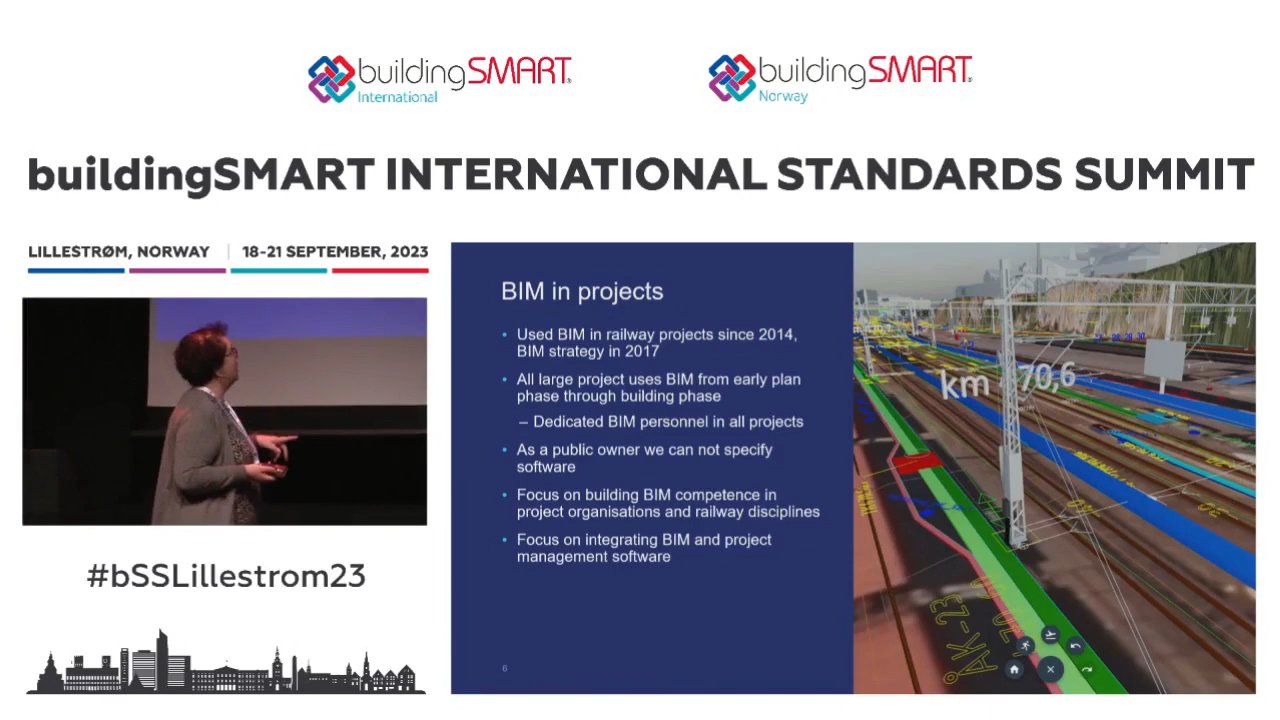 buildingSMART®
International
buildingSMART®
Norway
buildingSMART INTERNATIONAL STANDARDS SUMMIT
LILLESTRØM, NORWAY | 18-21 SEPTEMBER, 2023
BIM in projects
• Used BIM in railway projects since 2014,
BIM strategy in 2017
• All large project uses BIM from early plan
phase through building phase
– Dedicated BIM personnel in all projects
• As a public owner we can not specify
software
• Focus on building BIM competence in
project organisations and railway disciplines
• Focus on integrating BIM and project
management software
6
km 70,6
ÅK-23
#bSSLillestrom23